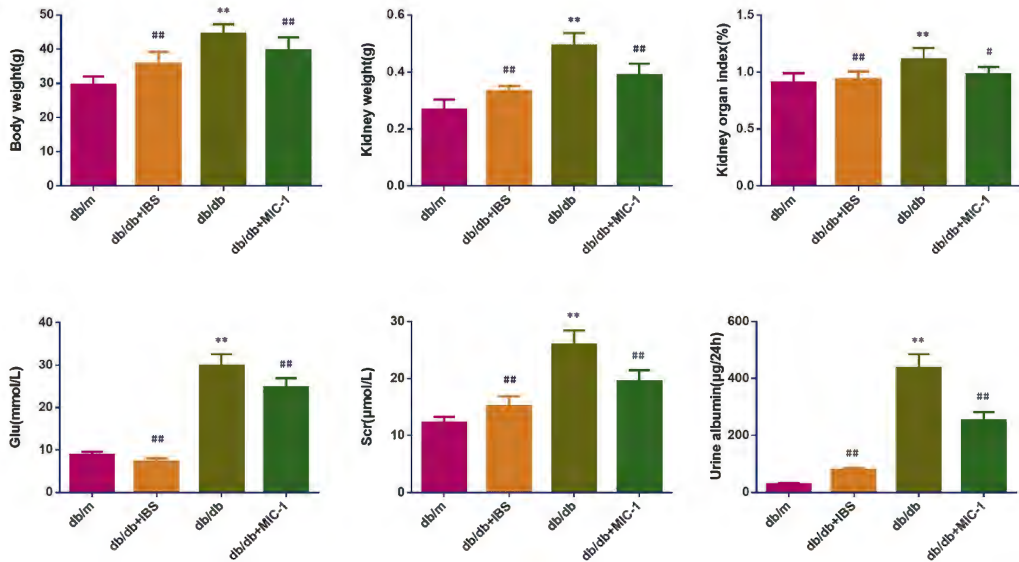 Body weight(g)
50
40
30
20
10
0
##
**
##
db/m
db/db+IBS
db/db
db/db+MIC-1
Kidney weight(g)
0.6
0.4
0.2
0.0
##
**
##
db/m
db/db+IBS
db/db
db/db+MIC-1
Kidney organ index(%)
1.5
1.0
0.5
0.0
##
**
#
db/m
db/db+IBS
db/db
db/db+MIC-1
Glu(mmol/L)
40
30
20
10
0
##
**
##
db/m
db/db+IBS
db/db
db/db+MIC-1
Scr(μmol/L)
30
20
10
0
##
**
##
db/m
db/db+IBS
db/db
db/db+MIC-1
Urine albumin(μg/24h)
600
400
200
0
##
**
##
db/m
db/db+IBS
db/db
db/db+MIC-1